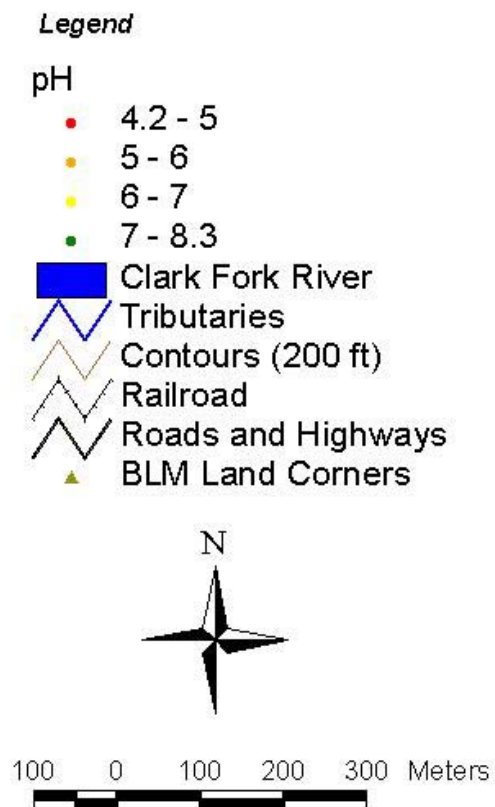 Legend
pH
4.2 - 5
5 - 6
6 - 7
7 - 8.3
Clark Fork River
Tributaries
Contours (200 ft)
Railroad
Roads and Highways
BLM Land Corners
N
100 0 100 200 300 Meters